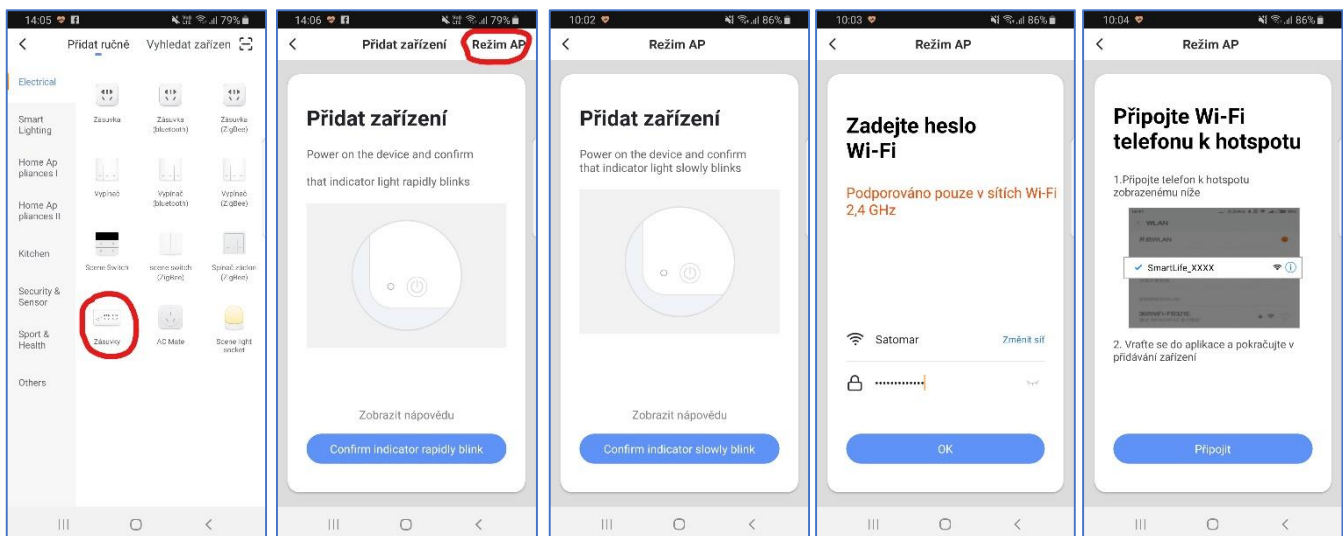 14:05
79%
Přidat ručně
Vyhledat zařízen
Electrical
Smart
Lighting
Home Ap
pliances I
Home Ap
pliances II
Kitchen
Security &
Sensor
Sport &
Health
Others
Zásuvka
Zásuvka
(bluetooth)
Zásuvka
(ZigBee)
Vypínač
Vypínač
(bluetooth)
Vypínač
(ZigBee)
Scene Switch
scene switch
(ZigBee)
Spínač záclon
(ZigBee)
Zásuvky
AC Mate
Scene light
socket
14:06
79%
Přidat zařízení
Režim AP
Přidat zařízení
Power on the device and confirm
that indicator light rapidly blinks
Zobrazit nápovědu
Confirm indicator rapidly blink
10:02
86%
Režim AP
Přidat zařízení
Power on the device and confirm
that indicator light slowly blinks
Zobrazit nápovědu
Confirm indicator slowly blink
10:03
86%
Režim AP
Zadejte heslo
Wi-Fi
Podporováno pouze v sítích Wi-Fi
2,4 GHz
Satomar
Změnit síť
OK
10:04
86%
Režim AP
Připojte Wi-Fi
telefonu k hotspotu
1.Připojte telefon k hotspotu
zobrazenému níže
WLAN
SmartLife_XXXX
2. Vraťte se do aplikace a pokračujte v
přidávání zařízení
Připojit